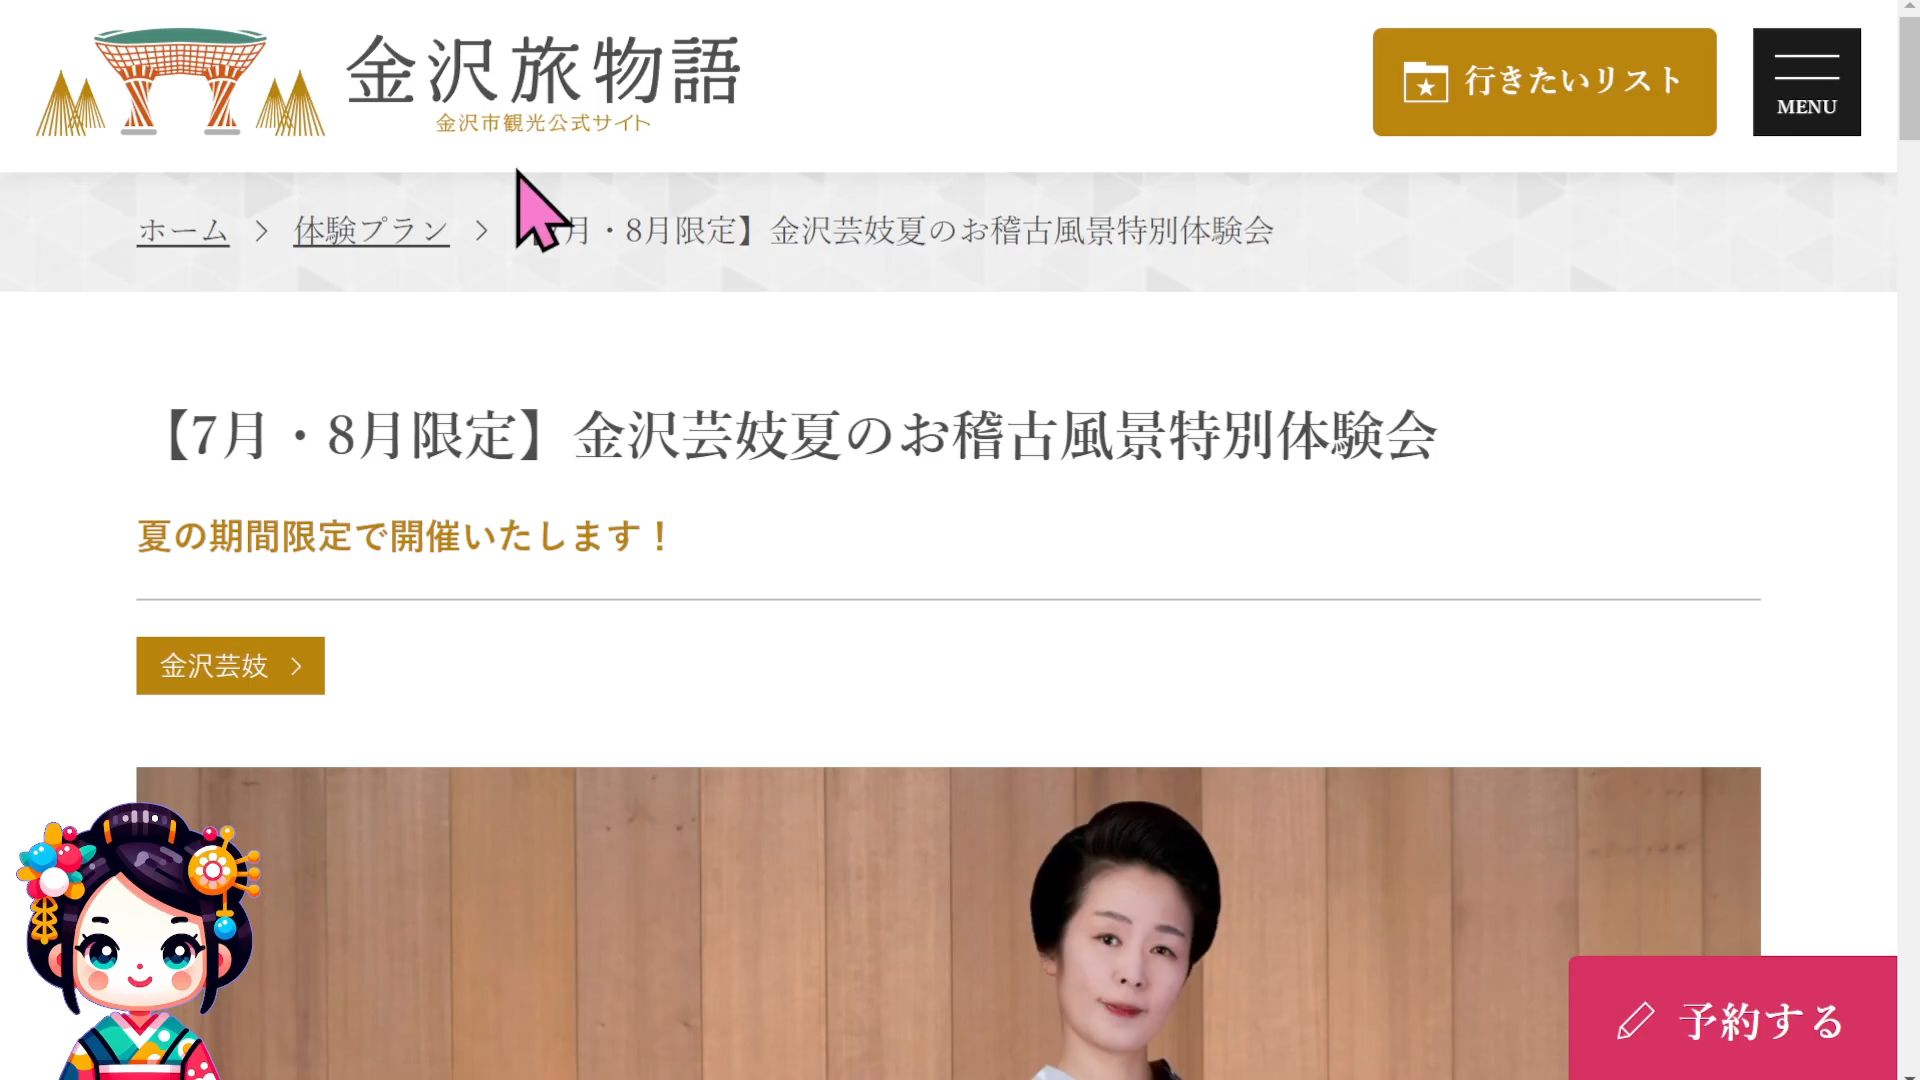 金沢旅物語
金沢市観光公式サイト
行きたいリスト
MENU
ホーム > 体験プラン > 月・8月限定】金沢芸妓夏のお稽古風景特別体験会
【7月・8月限定】金沢芸妓夏のお稽古風景特別体験会
夏の期間限定で開催いたします！
金沢芸妓 >
予約する